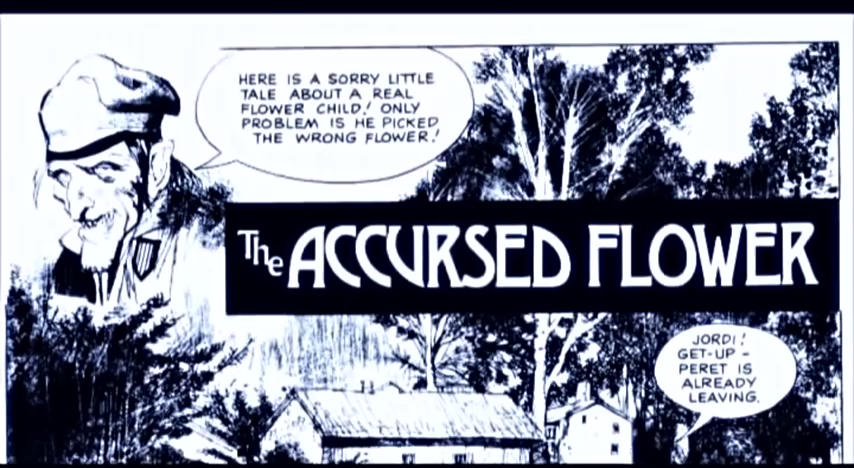 HERE IS A SORRY LITTLE
TALE ABOUT A REAL
FLOWER CHILD! ONLY
PROBLEM IS HE PICKED
THE WRONG FLOWER!
The ACCURSED FLOWER
JORDI!
GET-UP -
PERET IS
ALREADY
LEAVING.